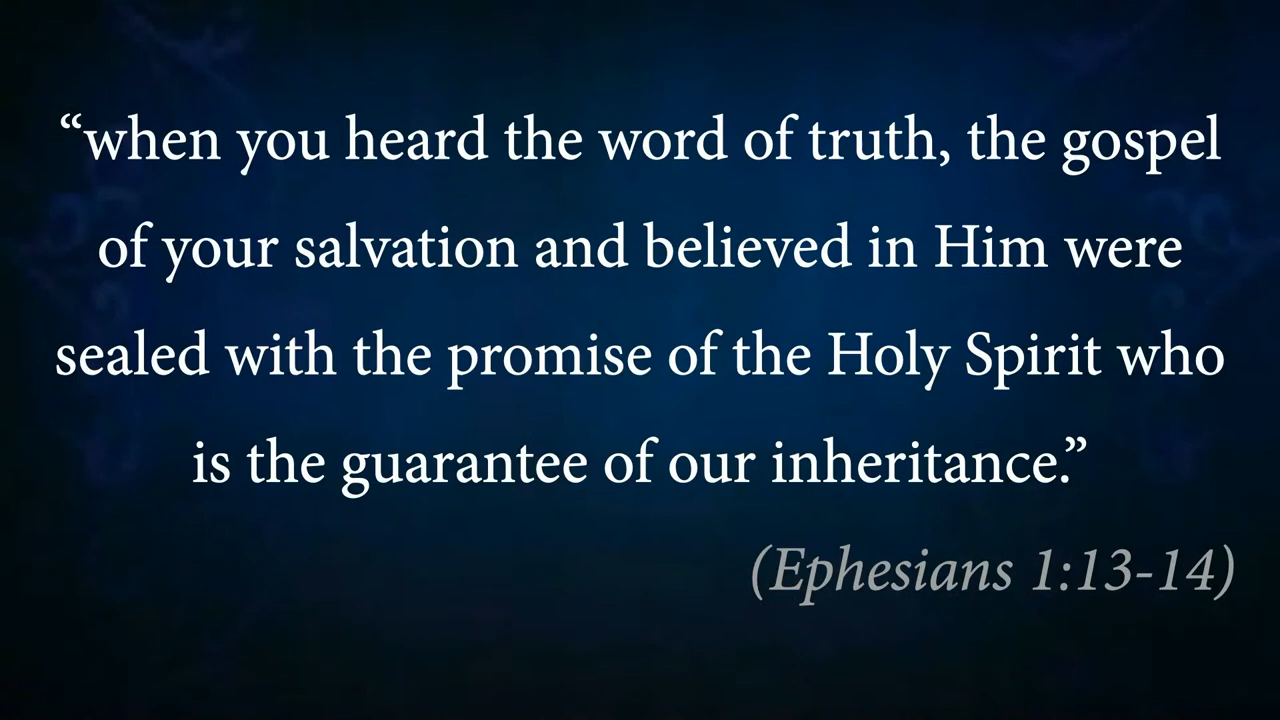 “when you heard the word of truth, the gospel
of your salvation and believed in Him were
sealed with the promise of the Holy Spirit who
is the guarantee of our inheritance.”
(Ephesians 1:13-14)